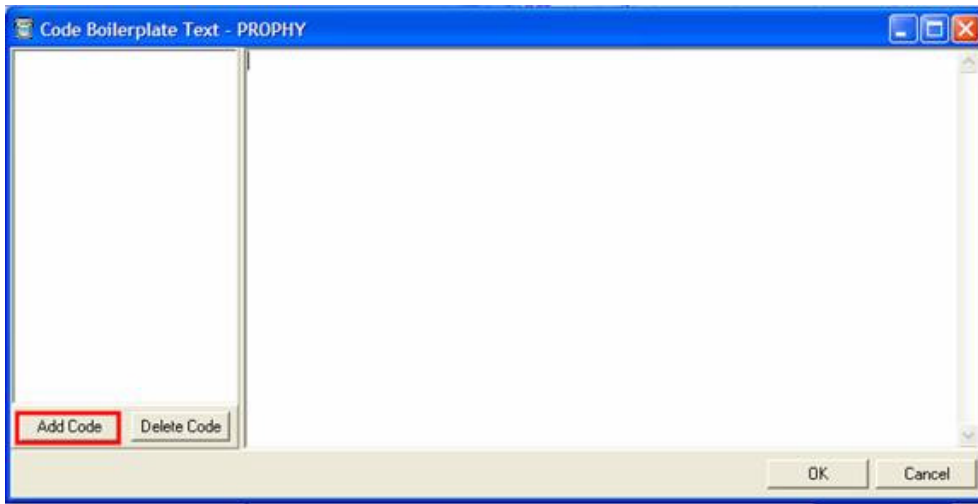 Code Boilerplate Text - PROPHY
Add Code Delete Code
OK Cancel